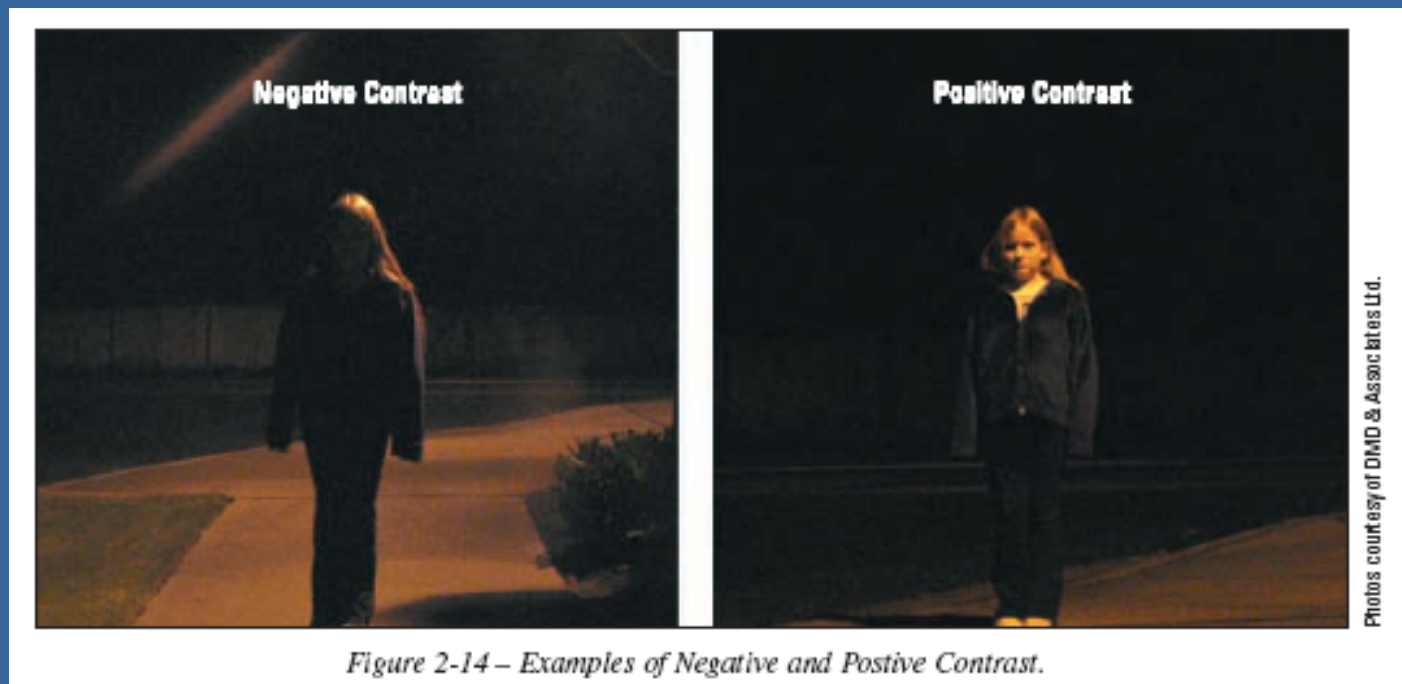 Negative Contrast
Positive Contrast
Photos courtesy of DMD & Associates Ltd.
Figure 2-14 – Examples of Negative and Postive Contrast.